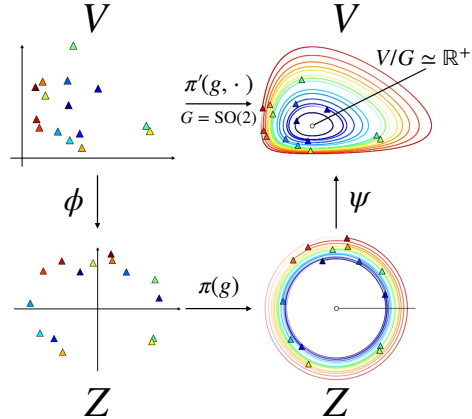 V
V
π′(g, ·)
G = SO(2)
V/G ≃ ℝ⁺
ϕ
ψ
π(g)
Z
Z